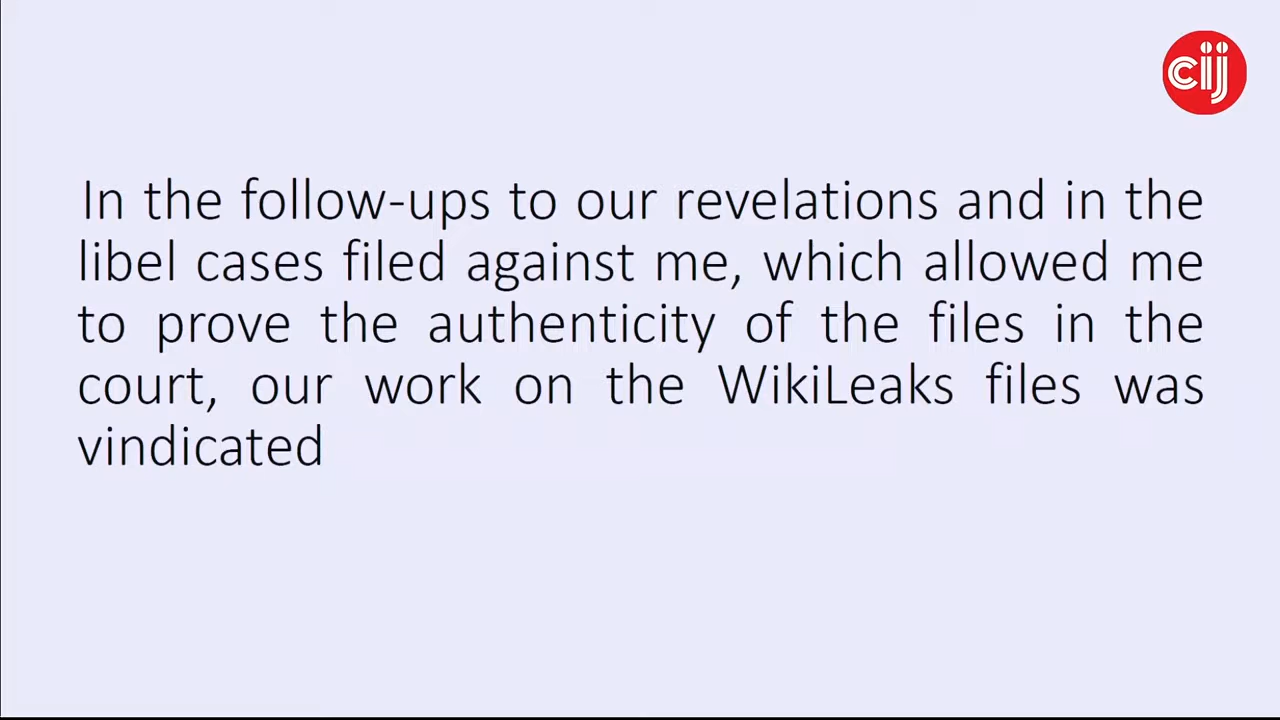 cij
In the follow-ups to our revelations and in the
libel cases filed against me, which allowed me
to prove the authenticity of the files in the
court, our work on the WikiLeaks files was
vindicated